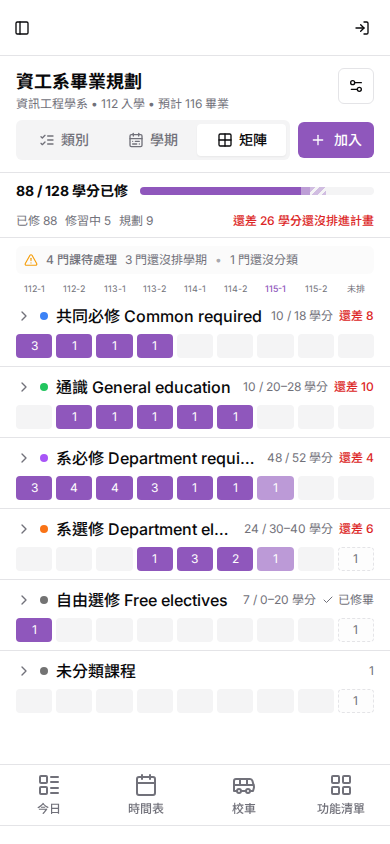 資工系畢業規劃
資訊工程學系 • 112 入學 • 預計 116 畢業
類別 學期 矩陣 加入
88 / 128 學分已修
已修 88 修習中 5 規劃 9 還差 26 學分還沒排進計畫
4 門課待處理 3 門還沒排學期 • 1 門還沒分類
112-1 112-2 113-1 113-2 114-1 114-2 115-1 115-2 未排
共同必修 Common required 10 / 18 學分 還差 8
3 1 1 1
通識 General education 10 / 20–28 學分 還差 10
1 1 1 1 1
系必修 Department requi... 48 / 52 學分 還差 4
3 4 4 3 1 1 1
系選修 Department el... 24 / 30–40 學分 還差 6
1 3 2 1 1
自由選修 Free electives 7 / 0–20 學分 已修畢
1 1
未分類課程 1
1
今日 時間表 校車 功能清單